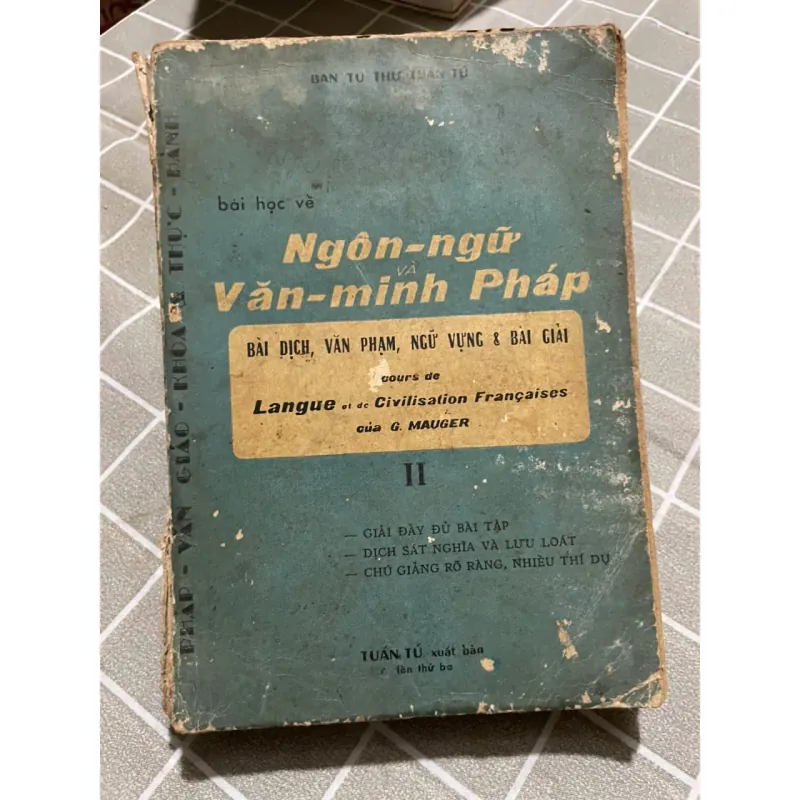 BAN TU THƯ TUẤN TÚ
bài học về
Ngôn-ngữ
VÀ
Văn-minh Pháp
BÀI DỊCH, VĂN PHẠM, NGỮ VỰNG & BÀI GIẢI
cours de
Langue et de Civilisation Françaises
của G. MAUGER
II
— GIẢI ĐẦY ĐỦ BÀI TẬP
— DỊCH SÁT NGHĨA VÀ LƯU LOÁT
— CHÚ GIẢNG RÕ RÀNG, NHIỀU THÍ DỤ
TUẤN TÚ xuất bản
lần thứ ba
PHÁP - VĂN GIÁO - KHOA THỰC - HÀNH